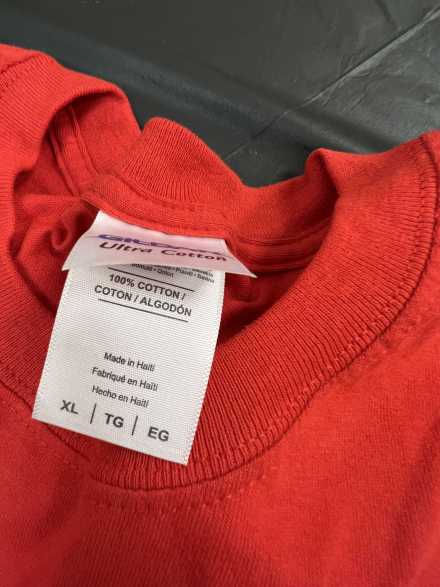 Ultra Cotton
100% COTTON /
COTON / ALGODÓN
Made in Haiti
Fabriqué en Haïti
Hecho en Haití
XL | TG | EG